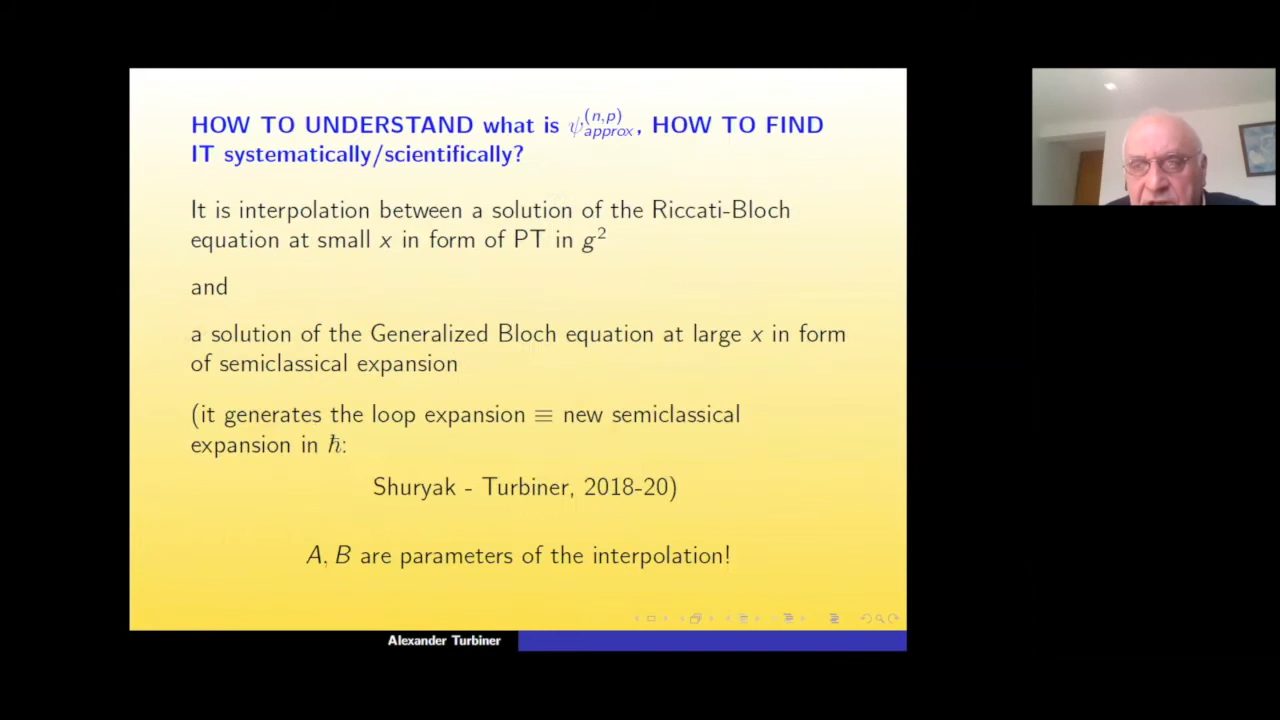 HOW TO UNDERSTAND what is ψ_{approx}^{(n,p)}, HOW TO FIND
IT systematically/scientifically?
It is interpolation between a solution of the Riccati-Bloch
equation at small x in form of PT in g²
and
a solution of the Generalized Bloch equation at large x in form
of semiclassical expansion
(it generates the loop expansion ≡ new semiclassical
expansion in ℏ:
Shuryak - Turbiner, 2018-20)
A, B are parameters of the interpolation!
Alexander Turbiner